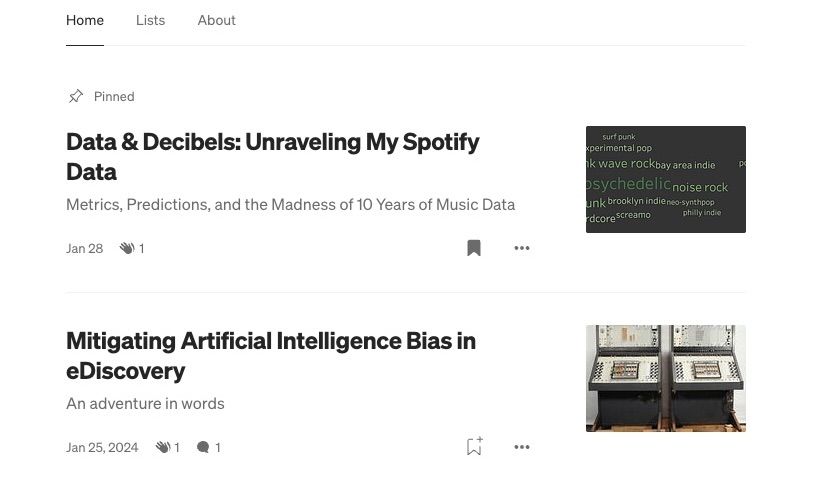 Home Lists About
Pinned
Data & Decibels: Unraveling My Spotify
Data
Metrics, Predictions, and the Madness of 10 Years of Music Data
Jan 28 1
surf punk
xperimental pop
nk wave rock bay area indie po
psychedelic noise rock
unk brooklyn indie neo-synthpop
rdcore screamo philly indie
Mitigating Artificial Intelligence Bias in
eDiscovery
An adventure in words
Jan 25, 2024 1 1